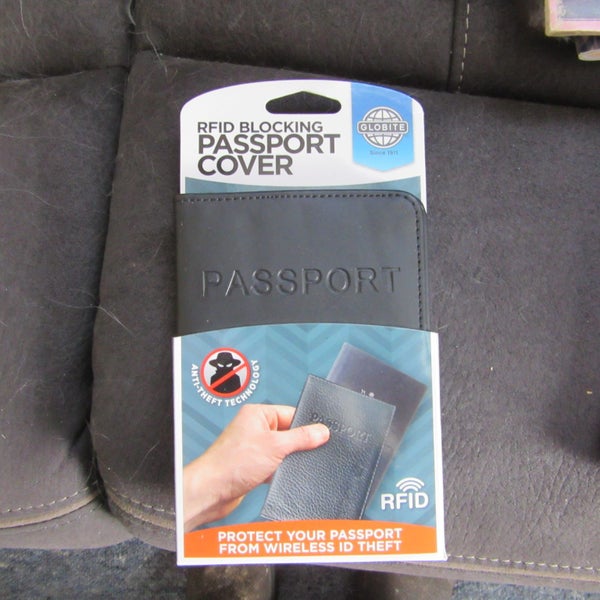 RFID BLOCKING
PASSPORT
COVER
GLOBITE
Since 1911
PASSPORT
ANTI-THEFT TECHNOLOGY
PASSPORT
RFID
PROTECT YOUR PASSPORT
FROM WIRELESS ID THEFT